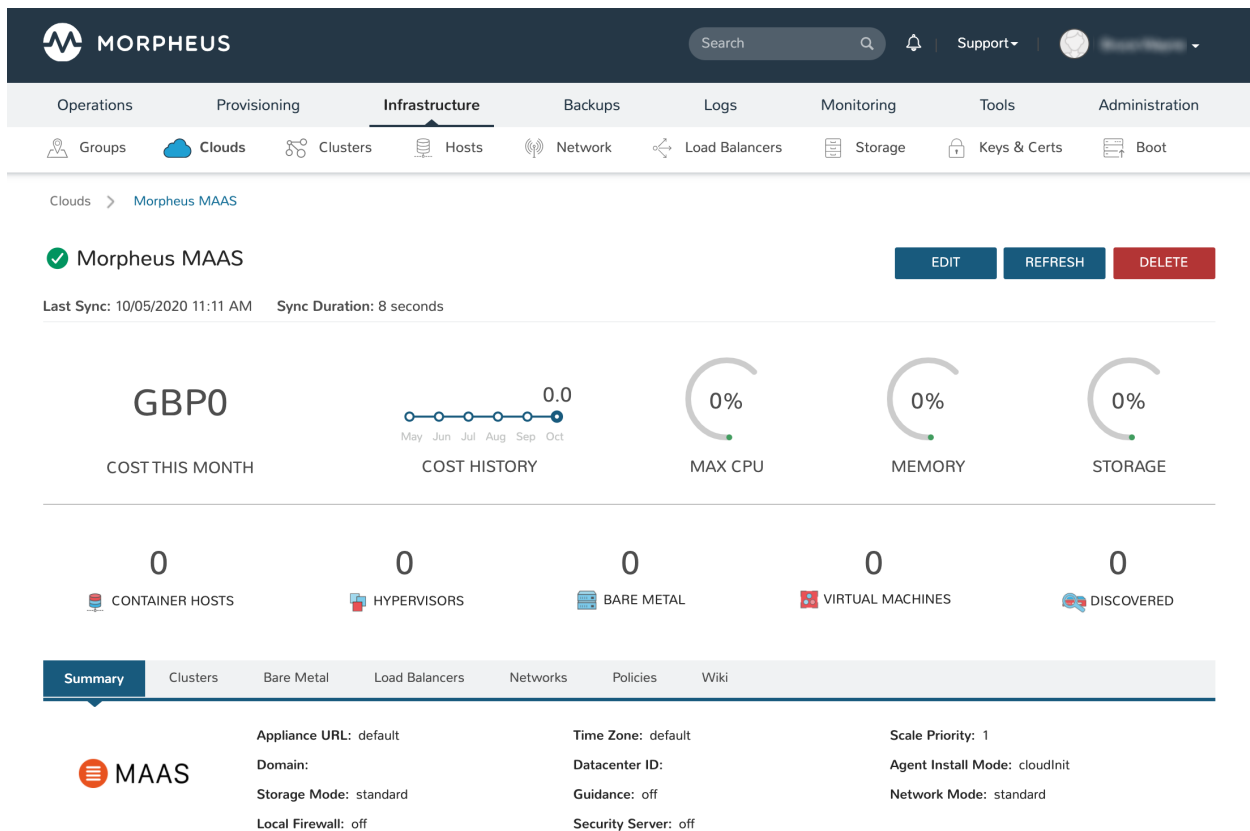 MORPHEUS Search Support
Operations Provisioning Infrastructure Backups Logs Monitoring Tools Administration
Groups Clouds Clusters Hosts Network Load Balancers Storage Keys & Certs Boot
Clouds Morpheus MAAS
Morpheus MAAS EDIT REFRESH DELETE
Last Sync: 10/05/2020 11:11 AM Sync Duration: 8 seconds
GBP0 0.0 0% 0% 0%
May Jun Jul Aug Sep Oct
COST THIS MONTH COST HISTORY MAX CPU MEMORY STORAGE
0 0 0 0 0
CONTAINER HOSTS HYPERVISORS BARE METAL VIRTUAL MACHINES DISCOVERED
Summary Clusters Bare Metal Load Balancers Networks Policies Wiki
Appliance URL: default Time Zone: default Scale Priority: 1
MAAS Domain: Datacenter ID: Agent Install Mode: cloudInit
Storage Mode: standard Guidance: off Network Mode: standard
Local Firewall: off Security Server: off